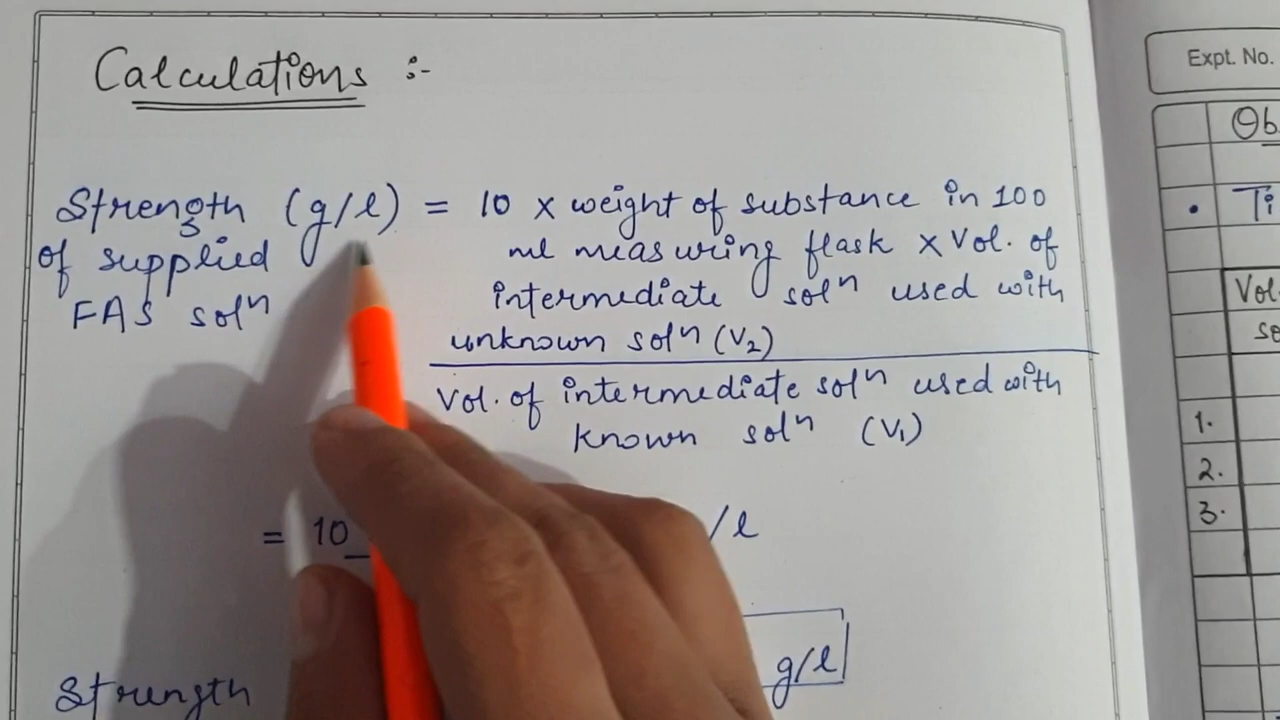 Calculations :-
Strength (g/l) = 10 x weight of substance in 100
of supplied ml measuring flask x Vol. of
FAS solⁿ intermediate solⁿ used with
unknown solⁿ (V₂)
Vol. of intermediate solⁿ used with
known solⁿ (V₁)
= 10 /l
g/l
Strength
Expt. No.
Ob
• Ti
Vol.
so
1.
2.
3.